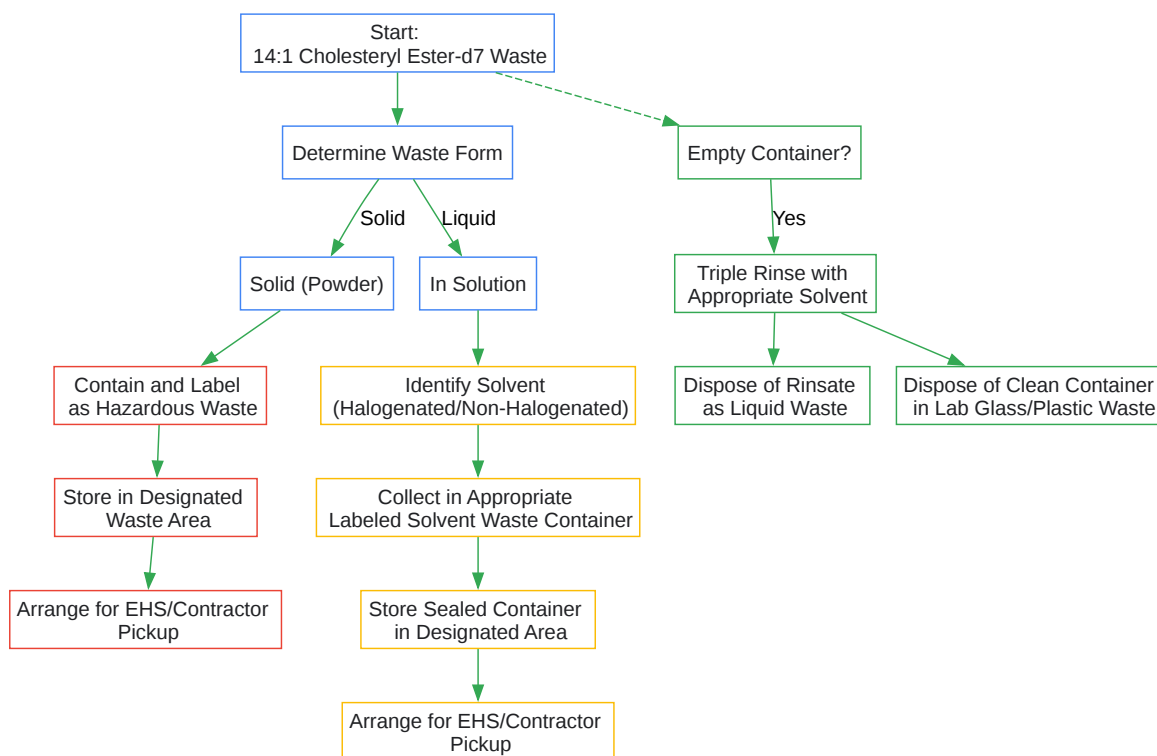 Start:
14:1 Cholesteryl Ester-d7 Waste
Determine Waste Form
Empty Container?
Solid
Liquid
Yes
Solid (Powder)
In Solution
Triple Rinse with
Appropriate Solvent
Contain and Label
as Hazardous Waste
Identify Solvent
(Halogenated/Non-Halogenated)
Dispose of Rinsate
as Liquid Waste
Dispose of Clean Container
in Lab Glass/Plastic Waste
Store in Designated
Waste Area
Collect in Appropriate
Labeled Solvent Waste Container
Arrange for EHS/Contractor
Pickup
Store Sealed Container
in Designated Area
Arrange for EHS/Contractor
Pickup